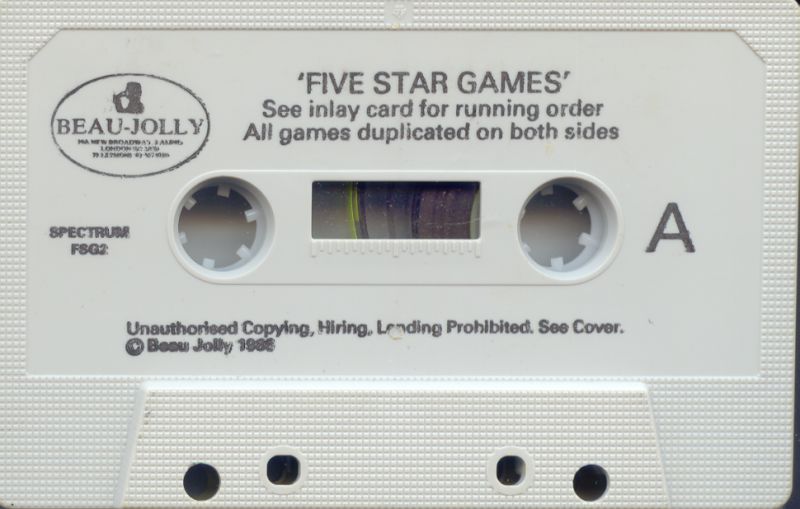 'FIVE STAR GAMES'
See inlay card for running order
All games duplicated on both sides
BEAU-JOLLY
LONDON
SPECTRUM
FSG2
A
Unauthorised Copying, Hiring, Lending Prohibited. See Cover.
© Beau Jolly